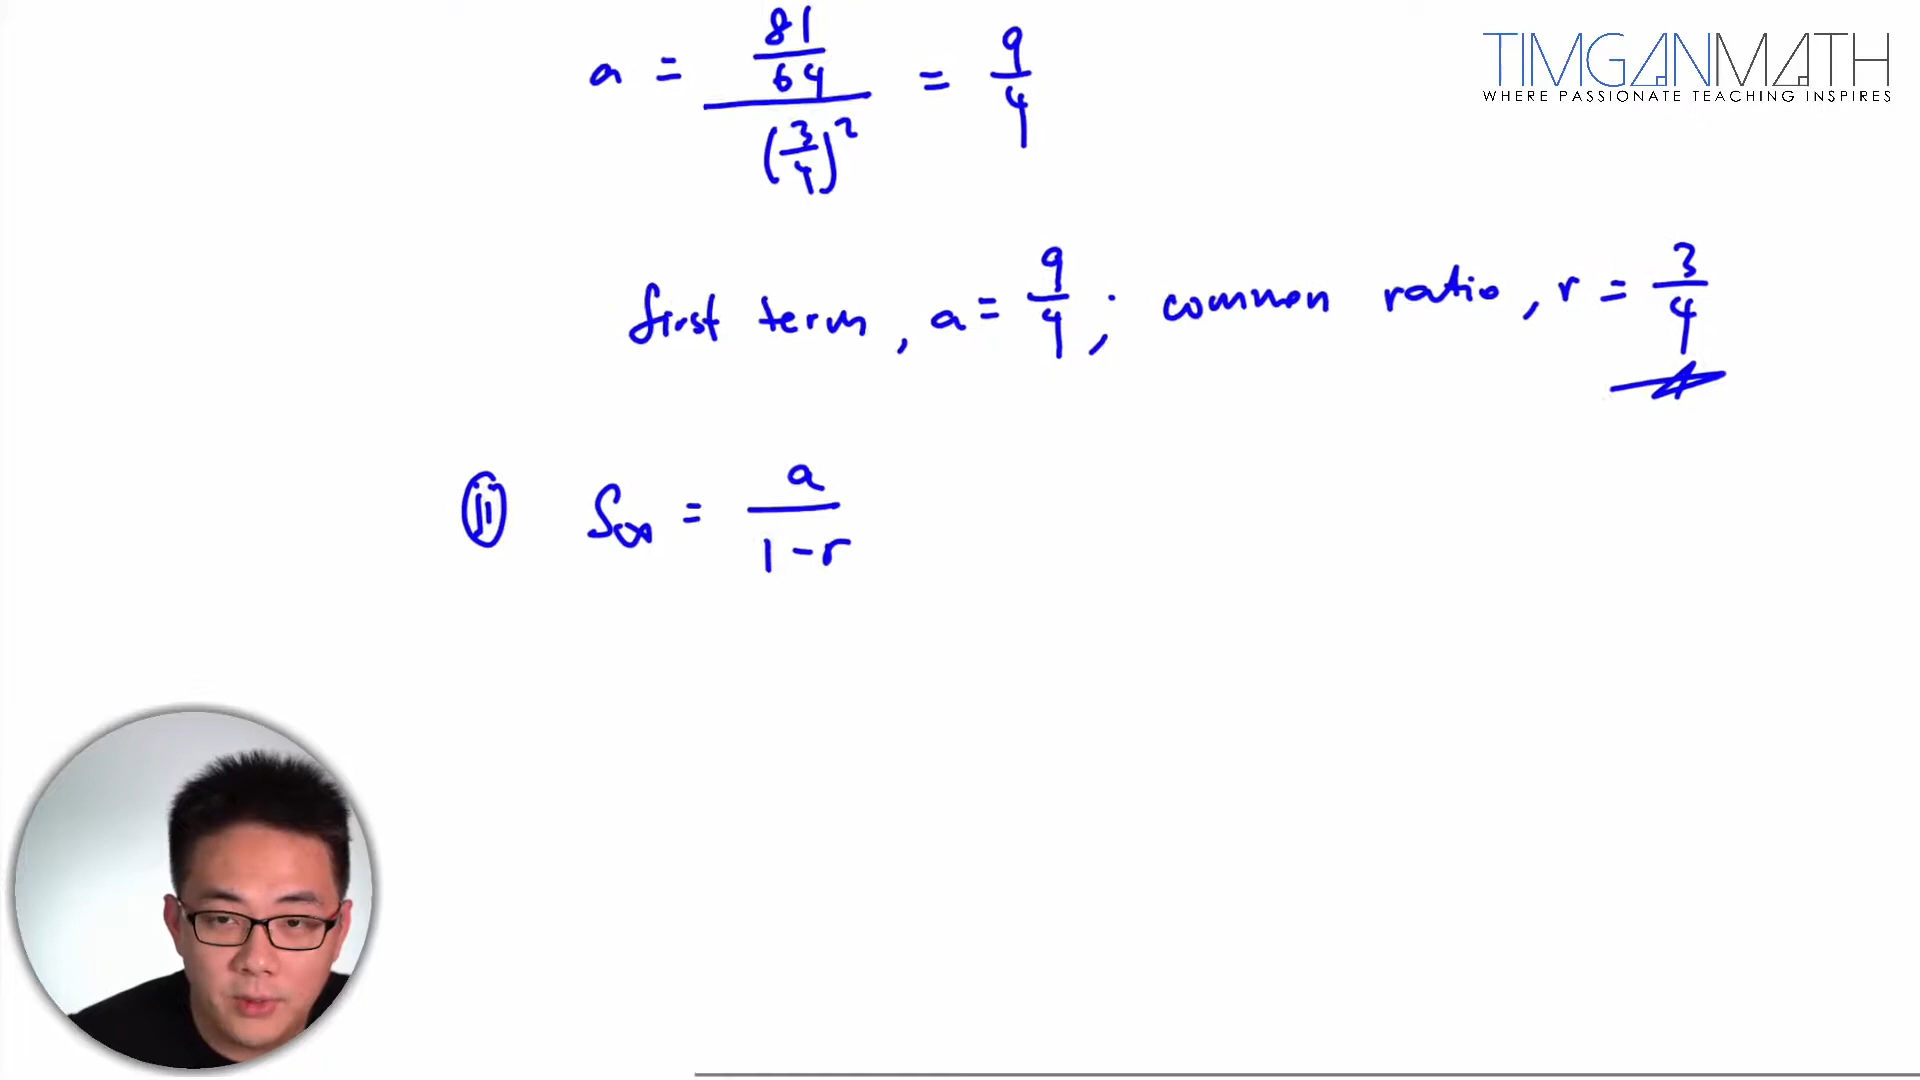 TIMGANMATH
WHERE PASSIONATE TEACHING INSPIRES
a = (81/64)/(3/4)^2 = 9/4
first term, a = 9/4; common ratio, r = 3/4
(ii) S∞ = a/(1-r)